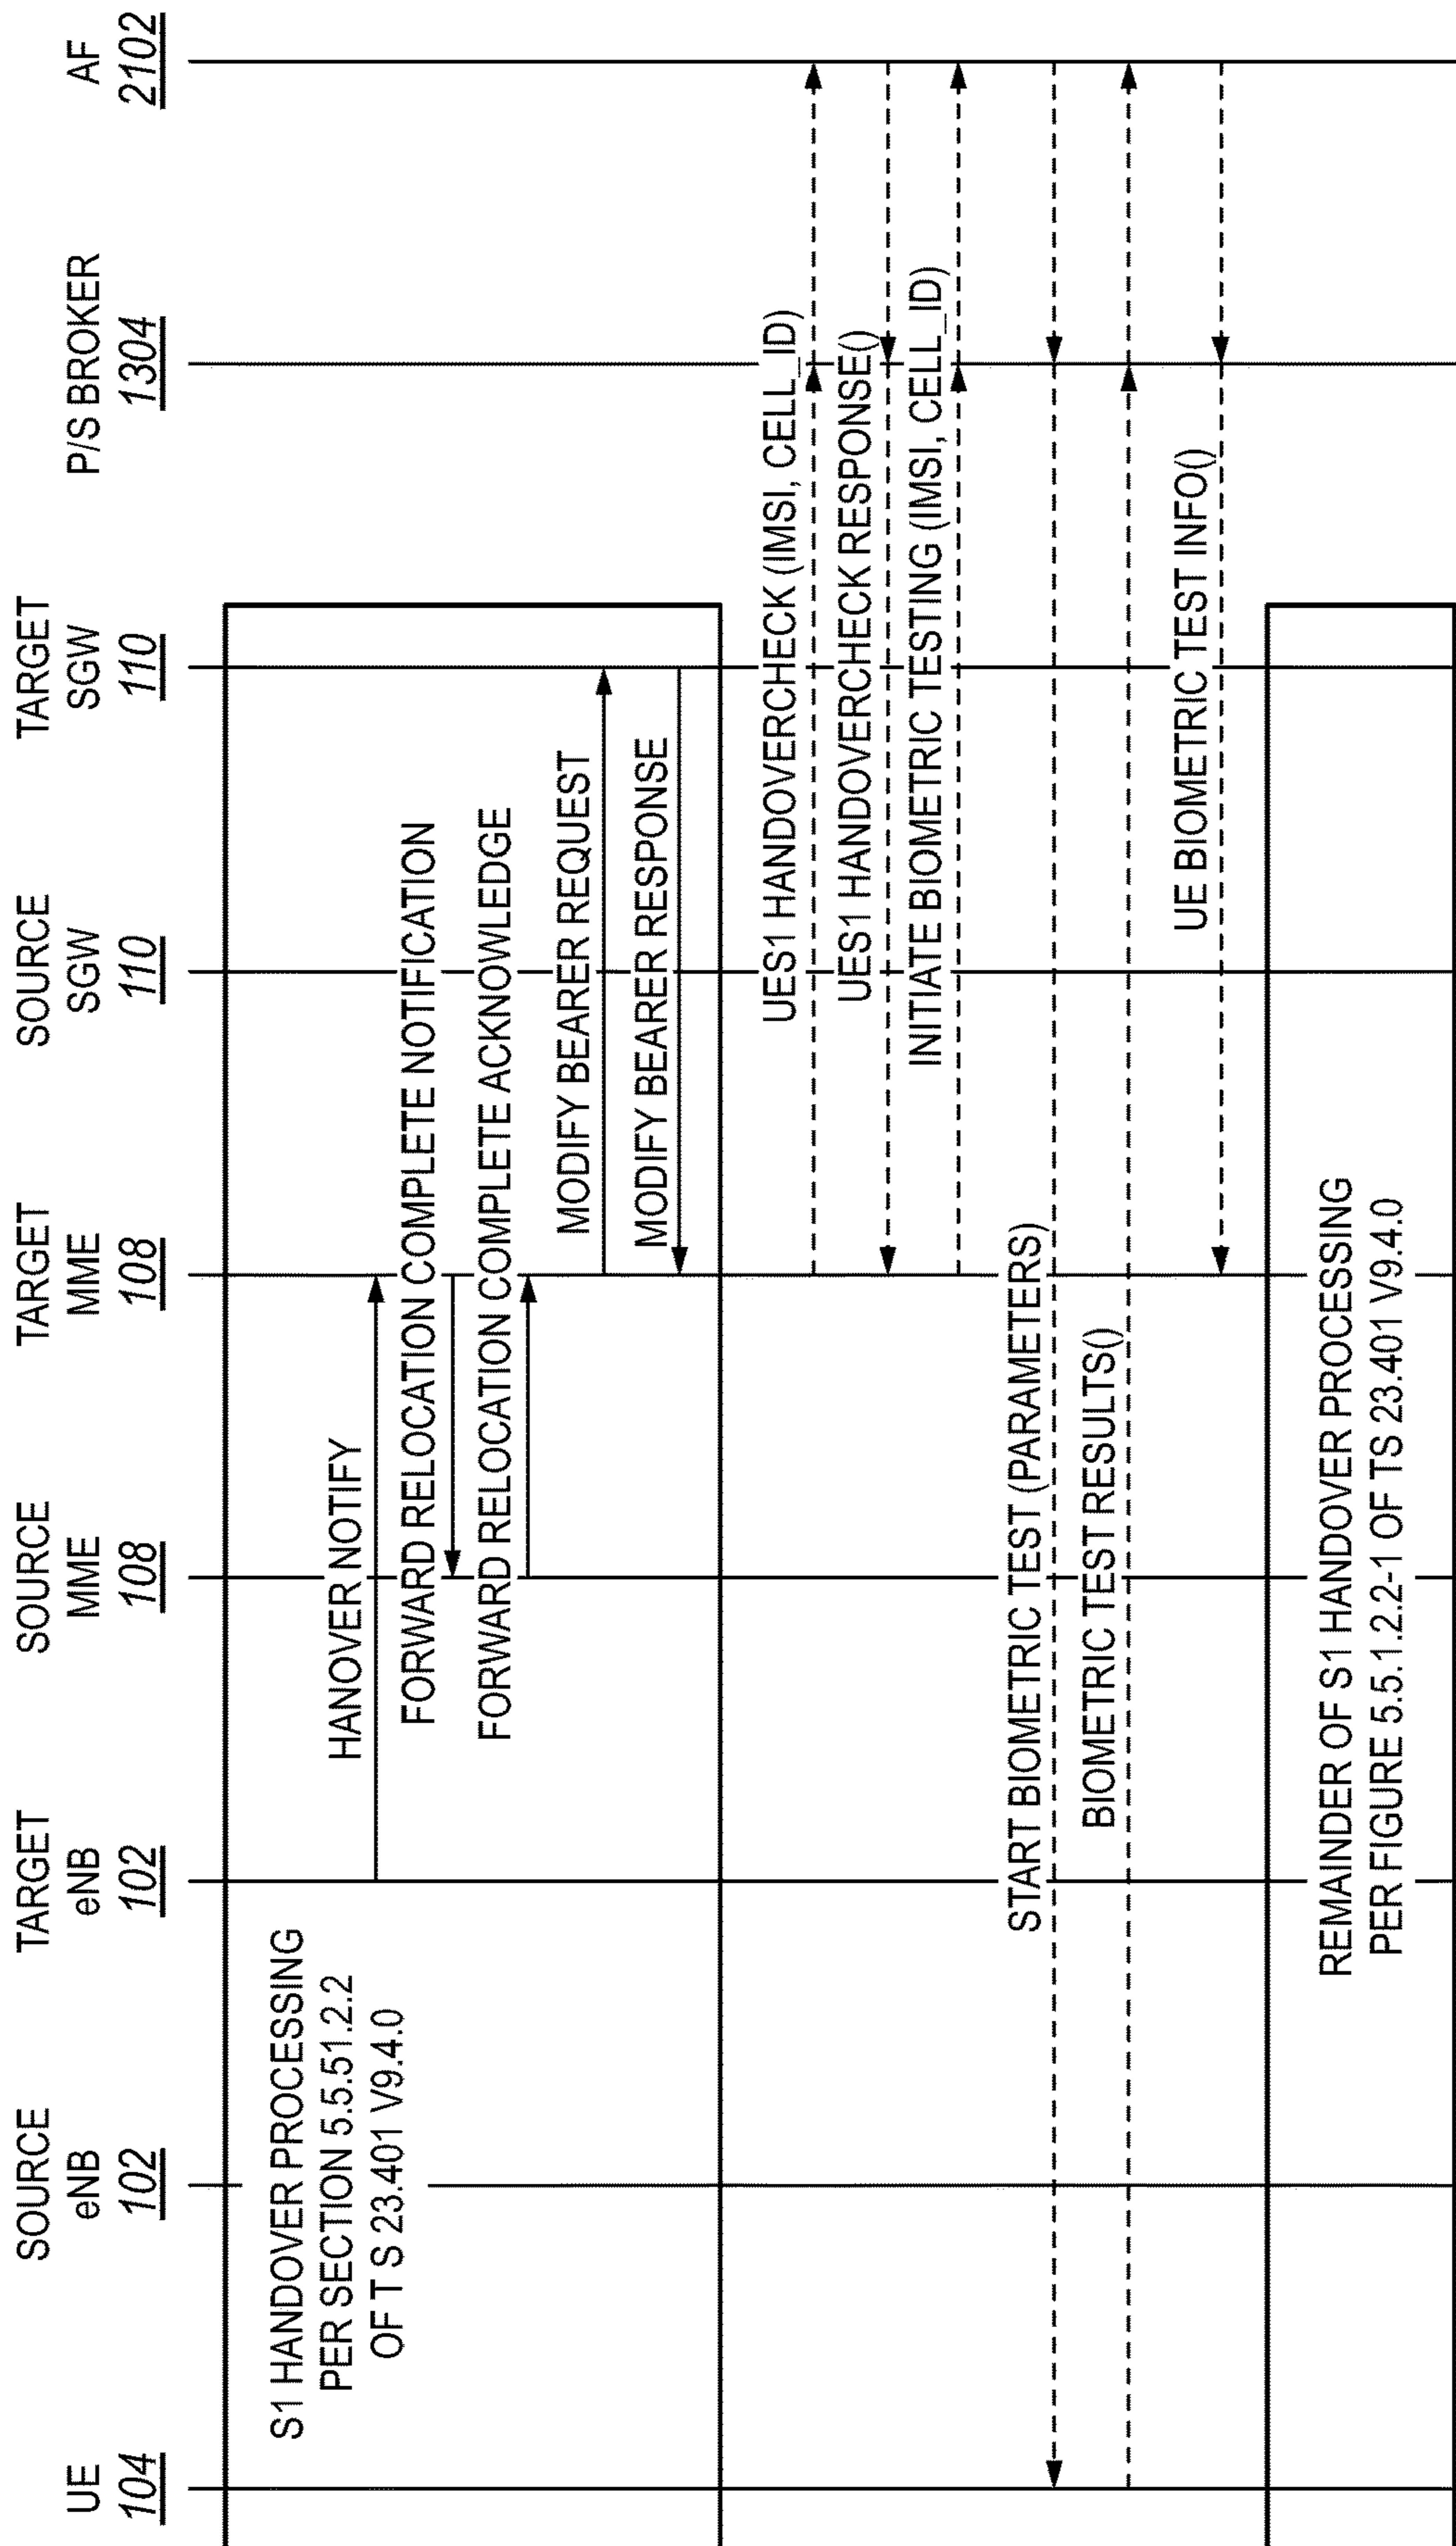 UE
104
SOURCE
eNB
102
TARGET
eNB
102
SOURCE
MME
108
TARGET
MME
108
SOURCE
SGW
110
TARGET
SGW
110
P/S BROKER
1304
AF
2102
S1 HANDOVER PROCESSING
PER SECTION 5.5.51.2.2
OF T S 23.401 V9.4.0
HANOVER NOTIFY
FORWARD RELOCATION COMPLETE NOTIFICATION
FORWARD RELOCATION COMPLETE ACKNOWLEDGE
MODIFY BEARER REQUEST
MODIFY BEARER RESPONSE
UES1 HANDOVERCHECK (IMSI, CELL_ID)
UES1 HANDOVERCHECK RESPONSE()
INITIATE BIOMETRIC TESTING (IMSI, CELL_ID)
START BIOMETRIC TEST (PARAMETERS)
BIOMETRIC TEST RESULTS()
UE BIOMETRIC TEST INFO()
REMAINDER OF S1 HANDOVER PROCESSING
PER FIGURE 5.5.1.2.2-1 OF TS 23.401 V9.4.0